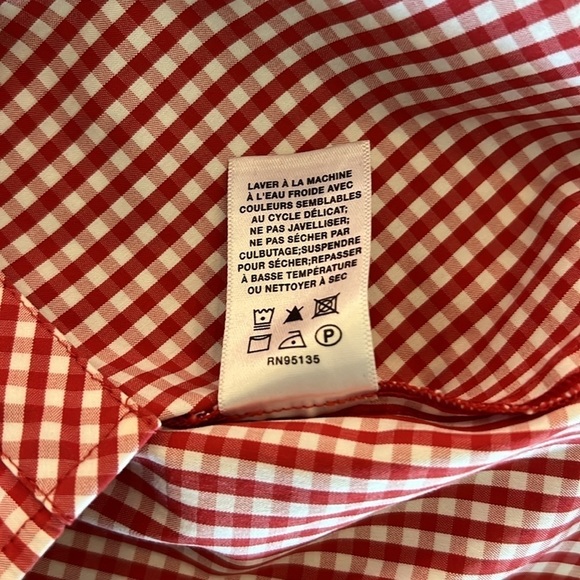 LAVER À LA MACHINE
À L'EAU FROIDE AVEC
COULEURS SEMBLABLES
AU CYCLE DÉLICAT;
NE PAS JAVELLISER;
NE PAS SÉCHER PAR
CULBUTAGE;SUSPENDRE
POUR SÉCHER;REPASSER
À BASSE TEMPÉRATURE
OU NETTOYER À SEC
P
RN95135